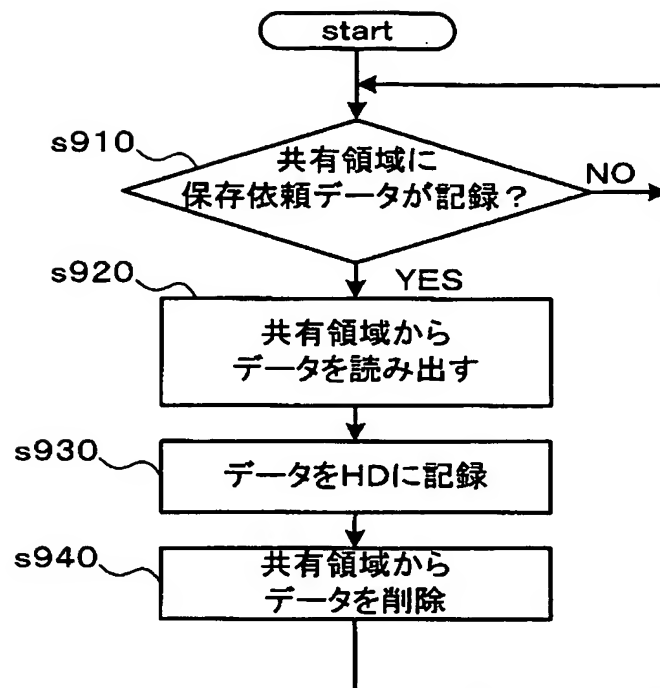 start
s910
共有領域に
保存依頼データが記録？
NO
YES
s920
共有領域から
データを読み出す
s930
データをHDに記録
s940
共有領域から
データを削除